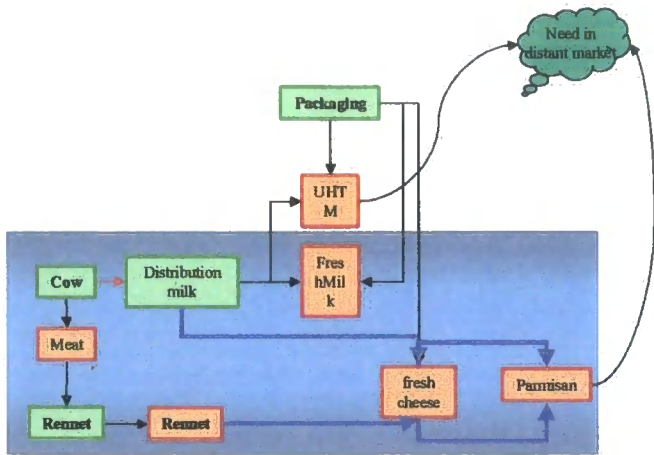 Need in
distant market
Packaging
UHT
M
Distribution
milk
Fres
hMil
k
Cow
Meat
fresh
cheese
Parmisan
Rennet
Rennet